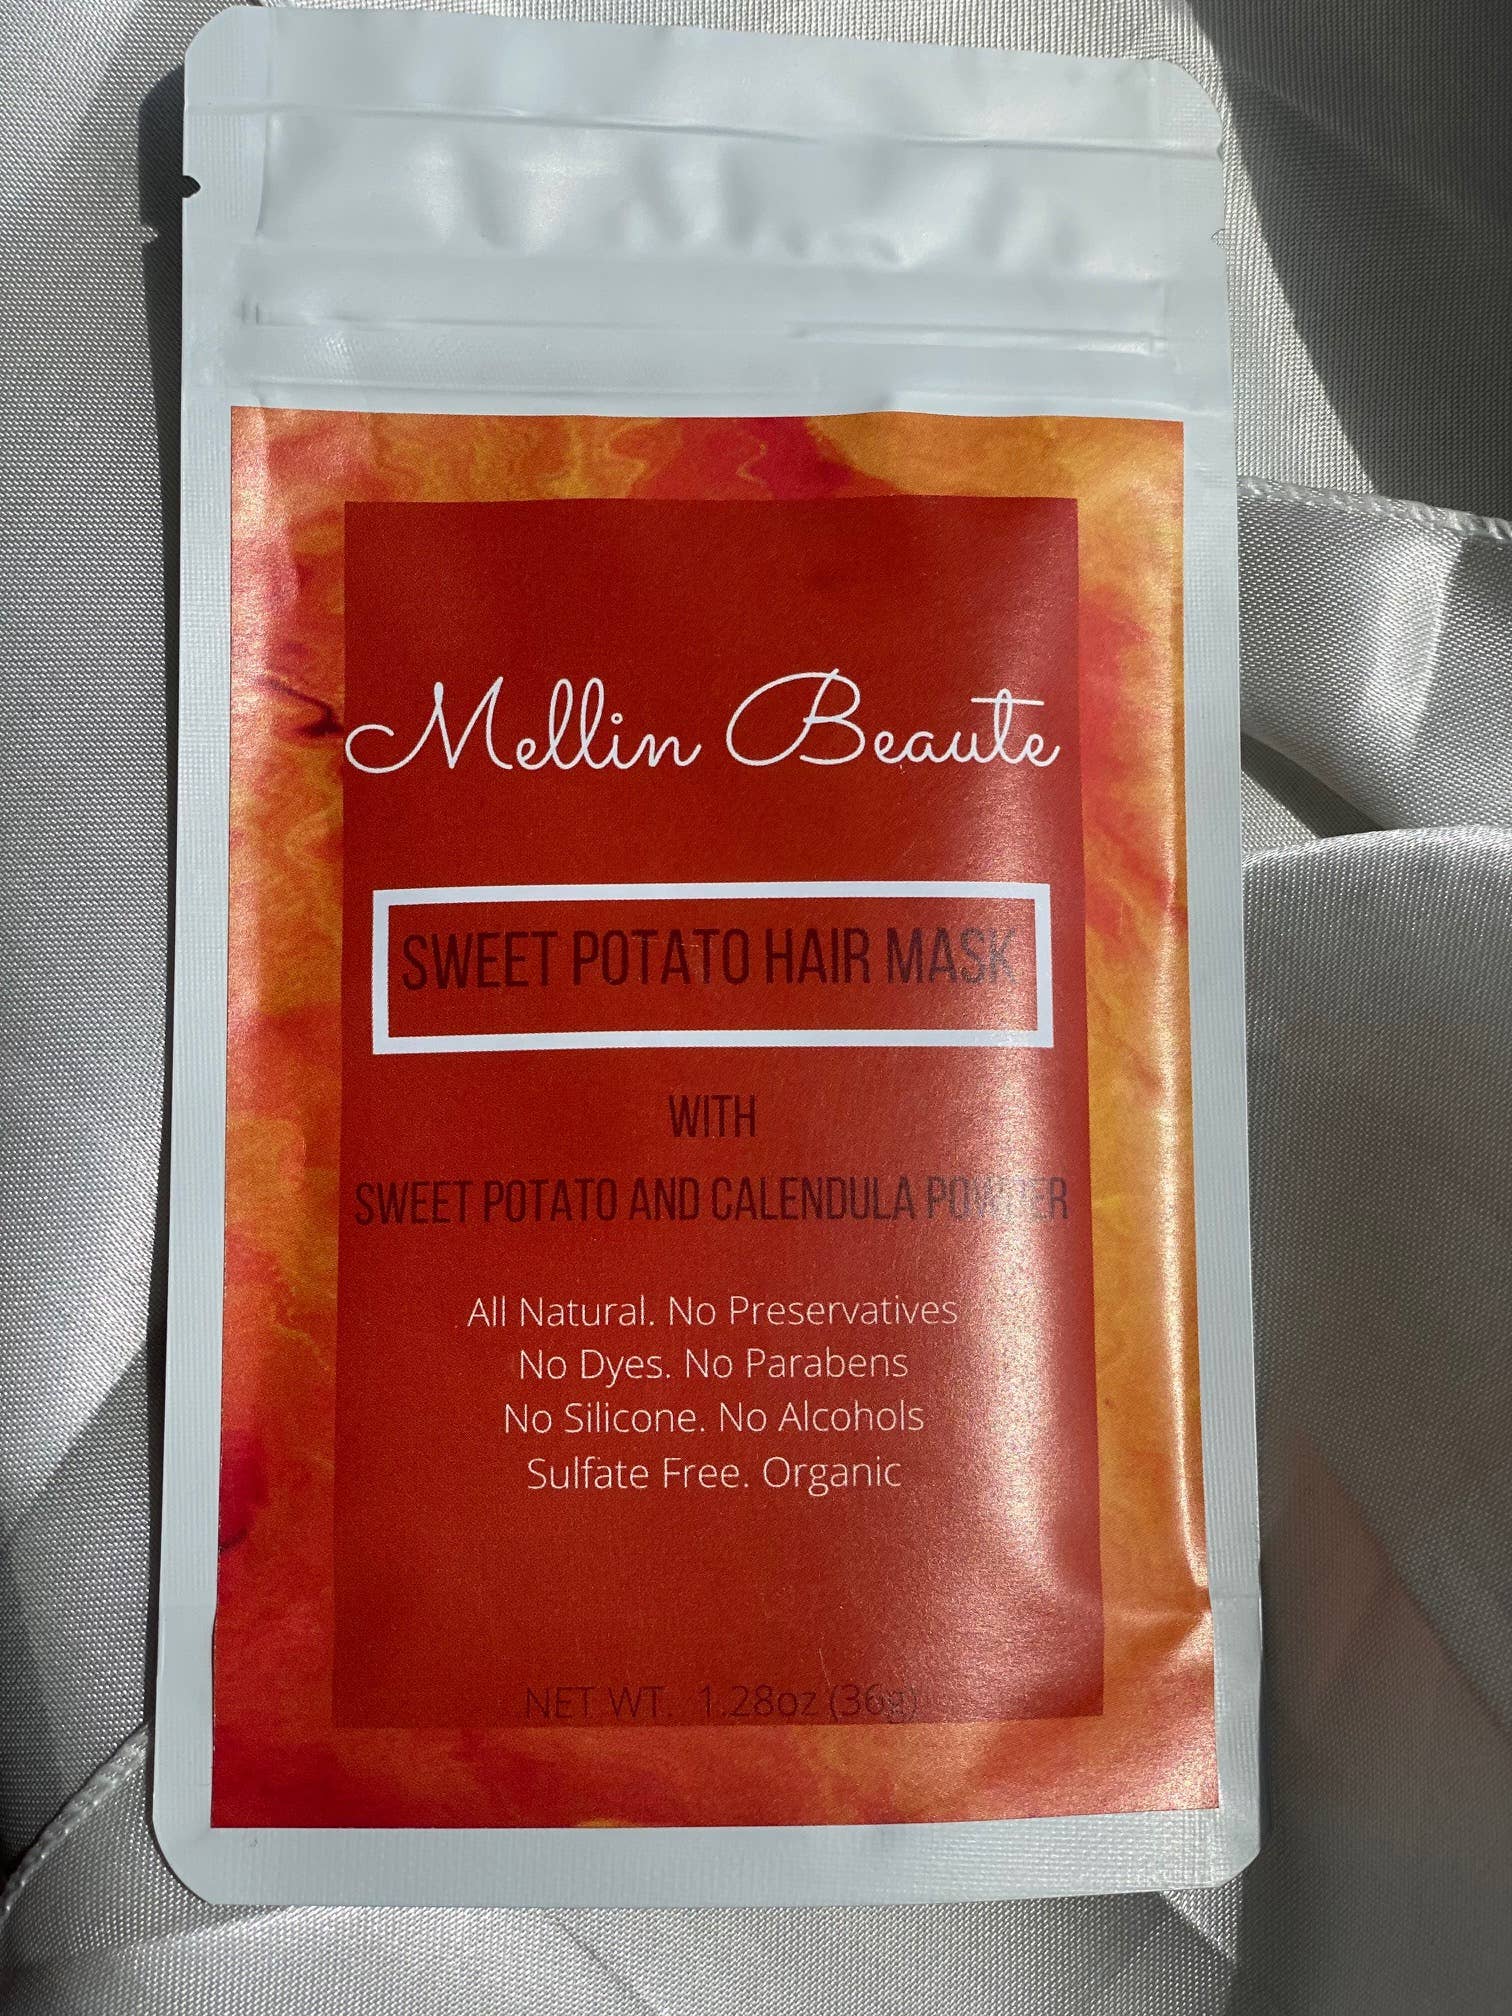 Mellin Beaute
SWEET POTATO HAIR MASK
WITH
SWEET POTATO AND CALENDULA POWDER
All Natural. No Preservatives
No Dyes. No Parabens
No Silicone. No Alcohols
Sulfate Free. Organic
NET WT. 1.28oz (36g)